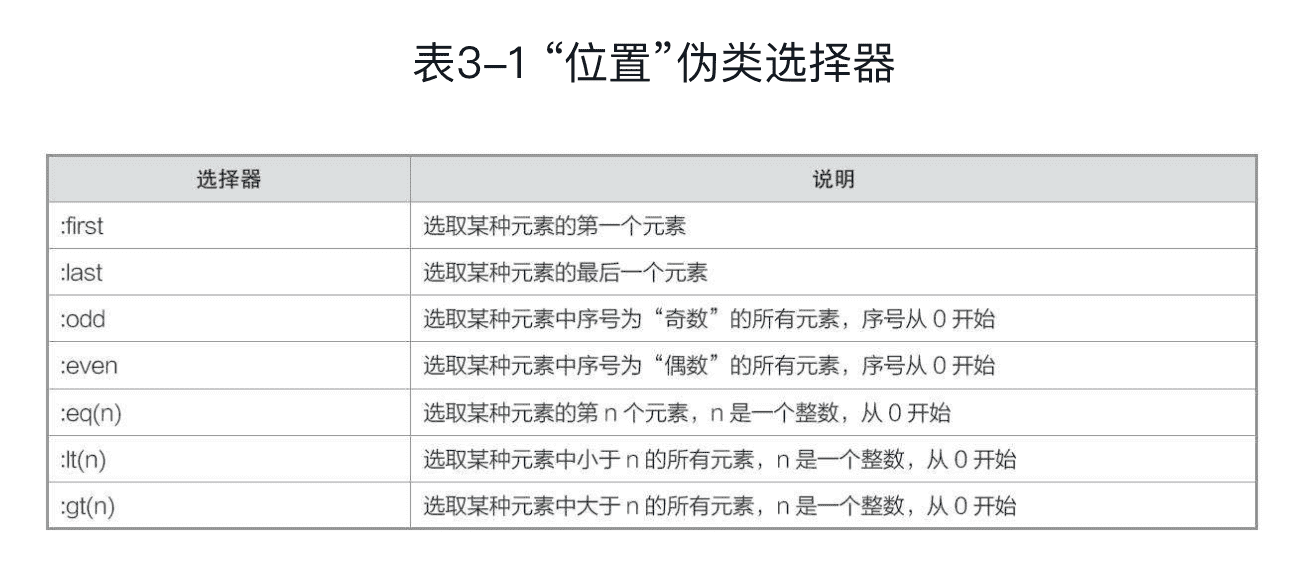 表3-1 “位置”伪类选择器
选择器 说明
:first 选取某种元素的第一个元素
:last 选取某种元素的最后一个元素
:odd 选取某种元素中序号为“奇数”的所有元素，序号从 0 开始
:even 选取某种元素中序号为“偶数”的所有元素，序号从 0 开始
:eq(n) 选取某种元素的第 n 个元素，n 是一个整数，从 0 开始
:lt(n) 选取某种元素中小于 n 的所有元素，n 是一个整数，从 0 开始
:gt(n) 选取某种元素中大于 n 的所有元素，n 是一个整数，从 0 开始